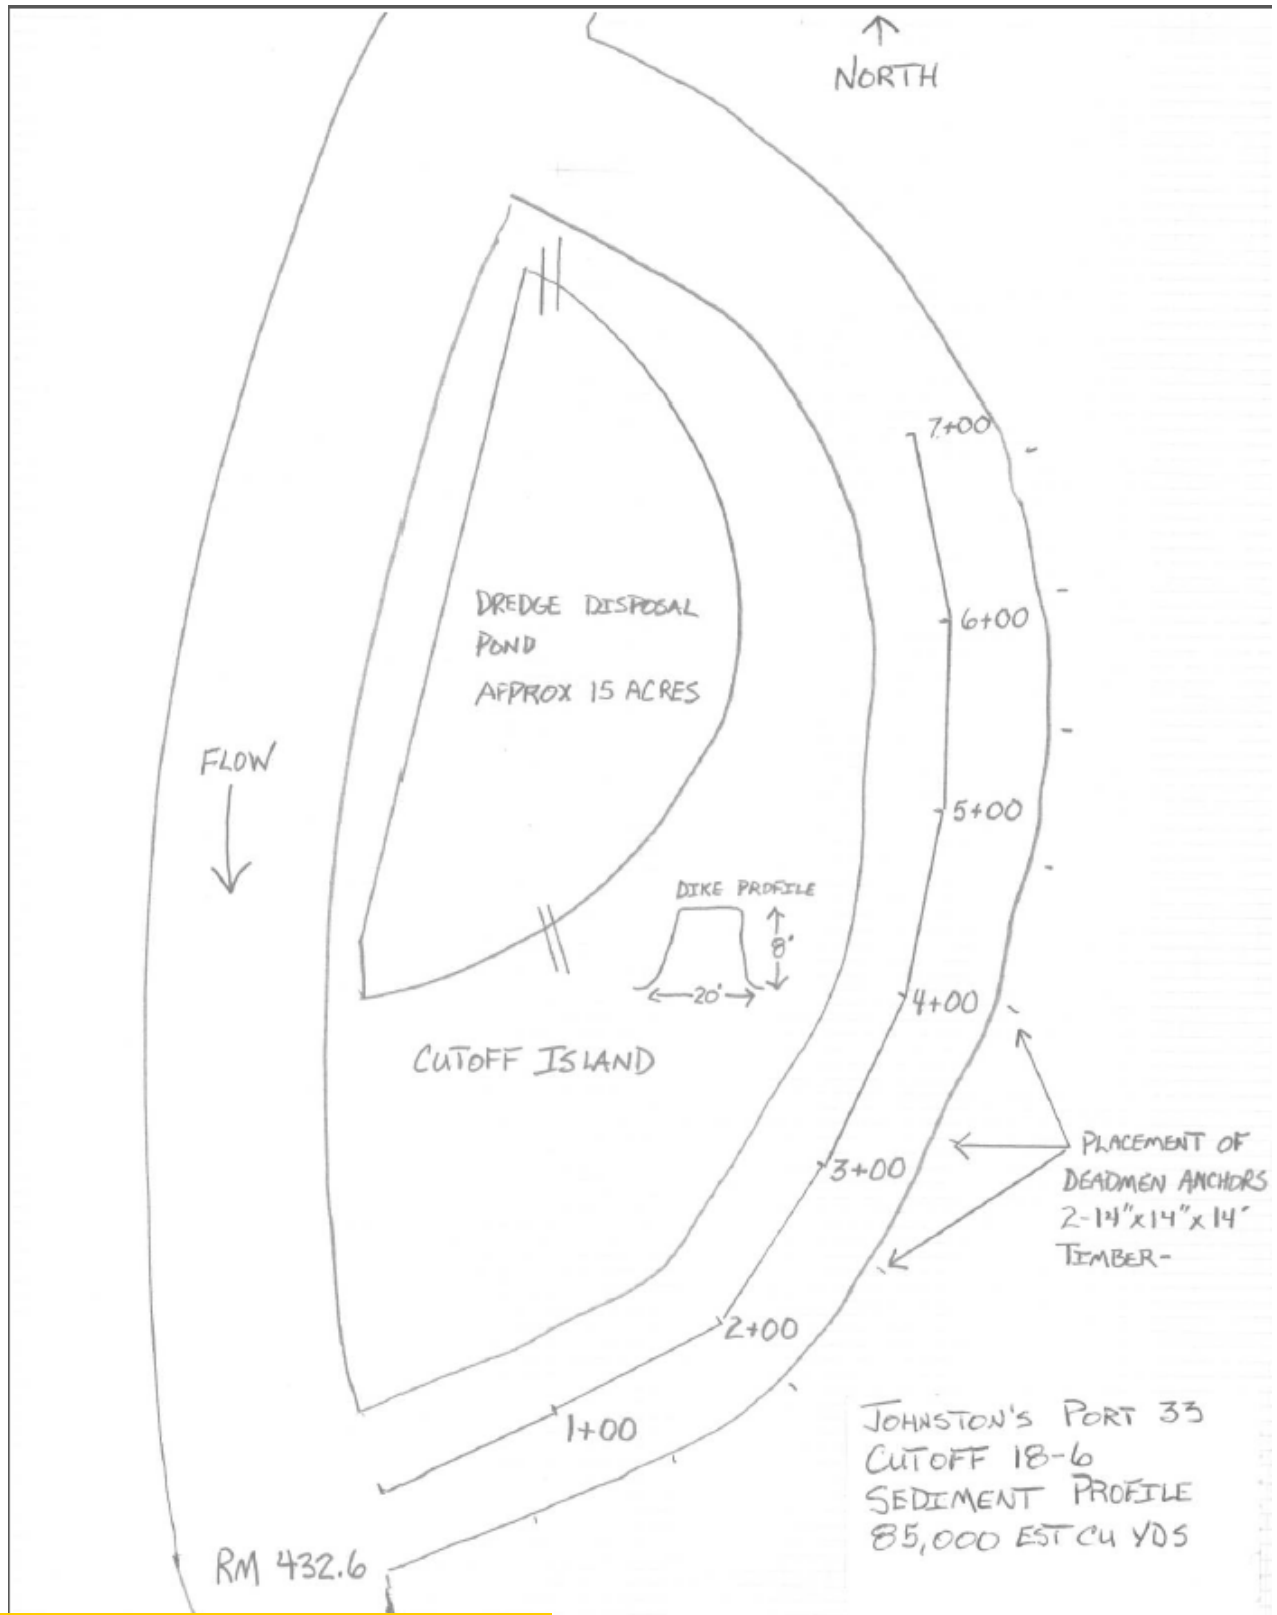 NORTH
7+00
DREDGE DISPOSAL
POND
APPROX 15 ACRES
6+00
FLOW
5+00
DIKE PROFILE
8'
20'
4+00
CUTOFF ISLAND
PLACEMENT OF
DEADMEN ANCHORS
2-14"x14"x14'
TIMBER-
3+00
2+00
1+00
JOHNSTON'S PORT 33
CUTOFF 18-6
SEDIMENT PROFILE
85,000 EST CU YDS
RM 432.6